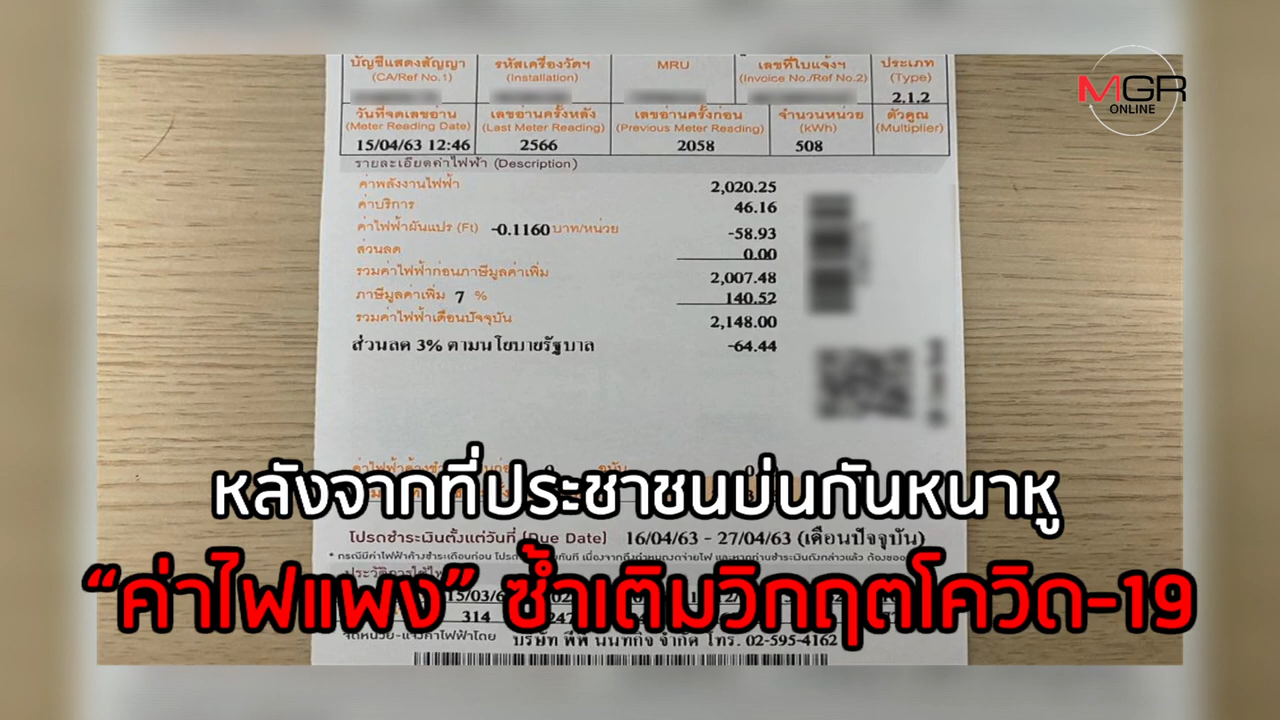 MGR
ONLINE
บัญชีแสดงสัญญา รหัสเครื่องวัดฯ MRU เลขที่ใบแจ้งฯ ประเภท
(CA/Ref No.1) (Installation) (Invoice No./Ref No.2) (Type)
2.1.2
วันที่จดเลขอ่าน เลขอ่านครั้งหลัง เลขอ่านครั้งก่อน จำนวนหน่วย ตัวคูณ
(Meter Reading Date) (Last Meter Reading) (Previous Meter Reading) (kWh) (Multiplier)
15/04/63 12:46 2566 2058 508
รายละเอียดค่าไฟฟ้า (Description)
ค่าพลังงานไฟฟ้า 2,020.25
ค่าบริการ 46.16
ค่าไฟฟ้าผันแปร (Ft) -0.1160 บาท/หน่วย -58.93
ส่วนลด 0.00
รวมค่าไฟฟ้าก่อนภาษีมูลค่าเพิ่ม 2,007.48
ภาษีมูลค่าเพิ่ม 7 % 140.52
รวมค่าไฟฟ้าเดือนปัจจุบัน 2,148.00
ส่วนลด 3% ตามนโยบายรัฐบาล -64.44
หลังจากที่ประชาชนบ่นกันหนาหู
โปรดชำระเงินตั้งแต่วันที่ (Due Date) 16/04/63 - 27/04/63 (เดือนปัจจุบัน)
“ค่าไฟแพง” ซ้ำเติมวิกฤตโควิด-19
314
จดหน่วย-แจ้งค่าไฟฟ้าโดย บริษัท พีพี นนทกิจ จำกัด โทร. 02-595-4162